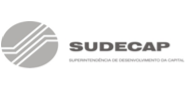 SUDECAP
SUPERINTENDÊNCIA DE DESENVOLVIMENTO DA CAPITAL